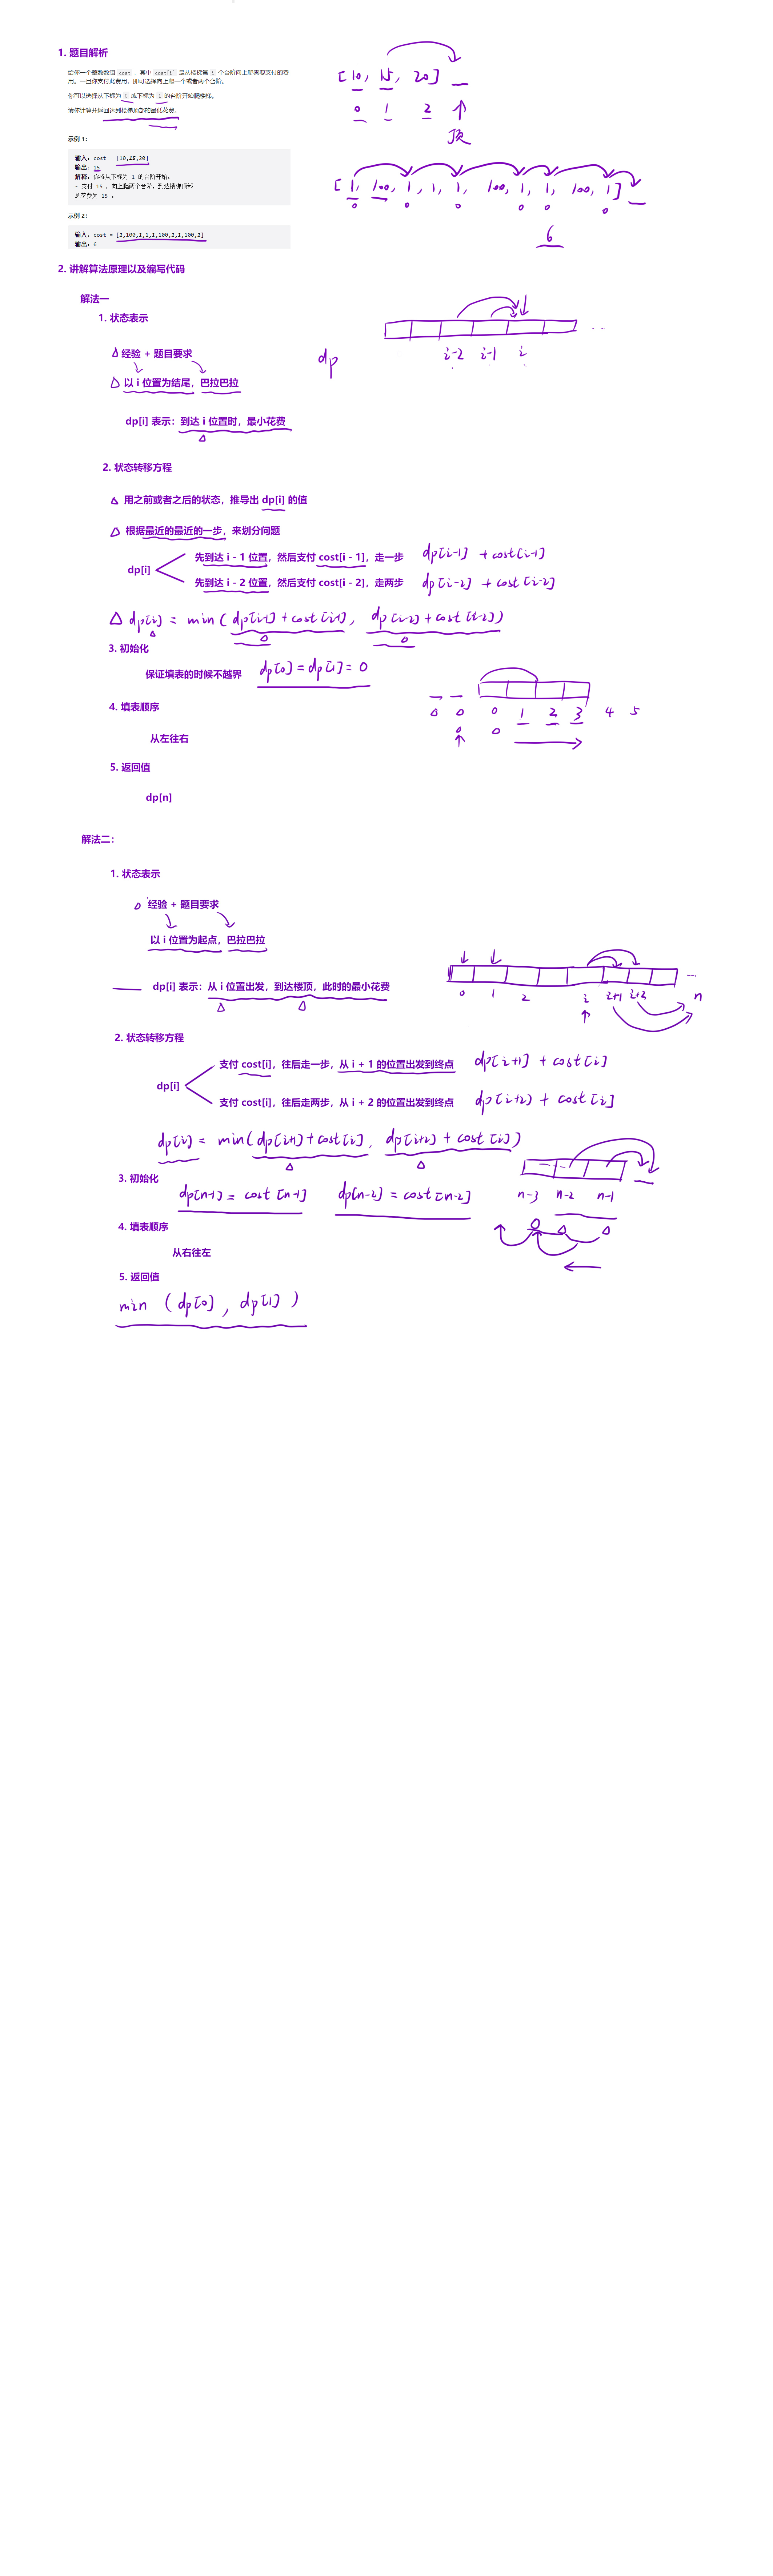 1. 题目解析
给你一个整数数组 cost ，其中 cost[i] 是从楼梯第 i 个台阶向上爬需要支付的费
用。一旦你支付此费用，即可选择向上爬一个或者两个台阶。
你可以选择从下标为 0 或下标为 1 的台阶开始爬楼梯。
请你计算并返回达到楼梯顶部的最低花费。
[10, 15, 20]
0 1 2
顶
示例 1：
输入：cost = [10,15,20]
输出：15
解释：你将从下标为 1 的台阶开始。
- 支付 15 ，向上爬两个台阶，到达楼梯顶部。
总花费为 15 。
[1, 100, 1, 1, 1, 100, 1, 1, 100, 1]
6
示例 2：
输入：cost = [1,100,1,1,1,100,1,1,100,1]
输出：6
2. 讲解算法原理以及编写代码
解法一
1. 状态表示
经验 + 题目要求
dp
i-2 i-1 i
以 i 位置为结尾，巴拉巴拉
dp[i] 表示：到达 i 位置时，最小花费
2. 状态转移方程
用之前或者之后的状态，推导出 dp[i] 的值
根据最近的最近的一步，来划分问题
先到达 i - 1 位置，然后支付 cost[i - 1]，走一步 dp[i-1] + cost[i-1]
dp[i]
先到达 i - 2 位置，然后支付 cost[i - 2]，走两步 dp[i-2] + cost[i-2]
dp[i] = min(dp[i-1] + cost[i-1], dp[i-2] + cost[i-2])
3. 初始化
保证填表的时候不越界 dp[0] = dp[1] = 0
4. 填表顺序
0 1 2 3 4 5
从左往右
5. 返回值
dp[n]
解法二：
1. 状态表示
经验 + 题目要求
以 i 位置为起点，巴拉巴拉
dp[i] 表示：从 i 位置出发，到达楼顶，此时的最小花费
0 1 2 i i+1 i+2 n
2. 状态转移方程
支付 cost[i]，往后走一步，从 i + 1 的位置出发到终点 dp[i+1] + cost[i]
dp[i]
支付 cost[i]，往后走两步，从 i + 2 的位置出发到终点 dp[i+2] + cost[i]
dp[i] = min(dp[i+1] + cost[i], dp[i+2] + cost[i])
3. 初始化
dp[n-1] = cost[n-1] dp[n-2] = cost[n-2]
n-3 n-2 n-1
4. 填表顺序
从右往左
5. 返回值
min (dp[0], dp[1])